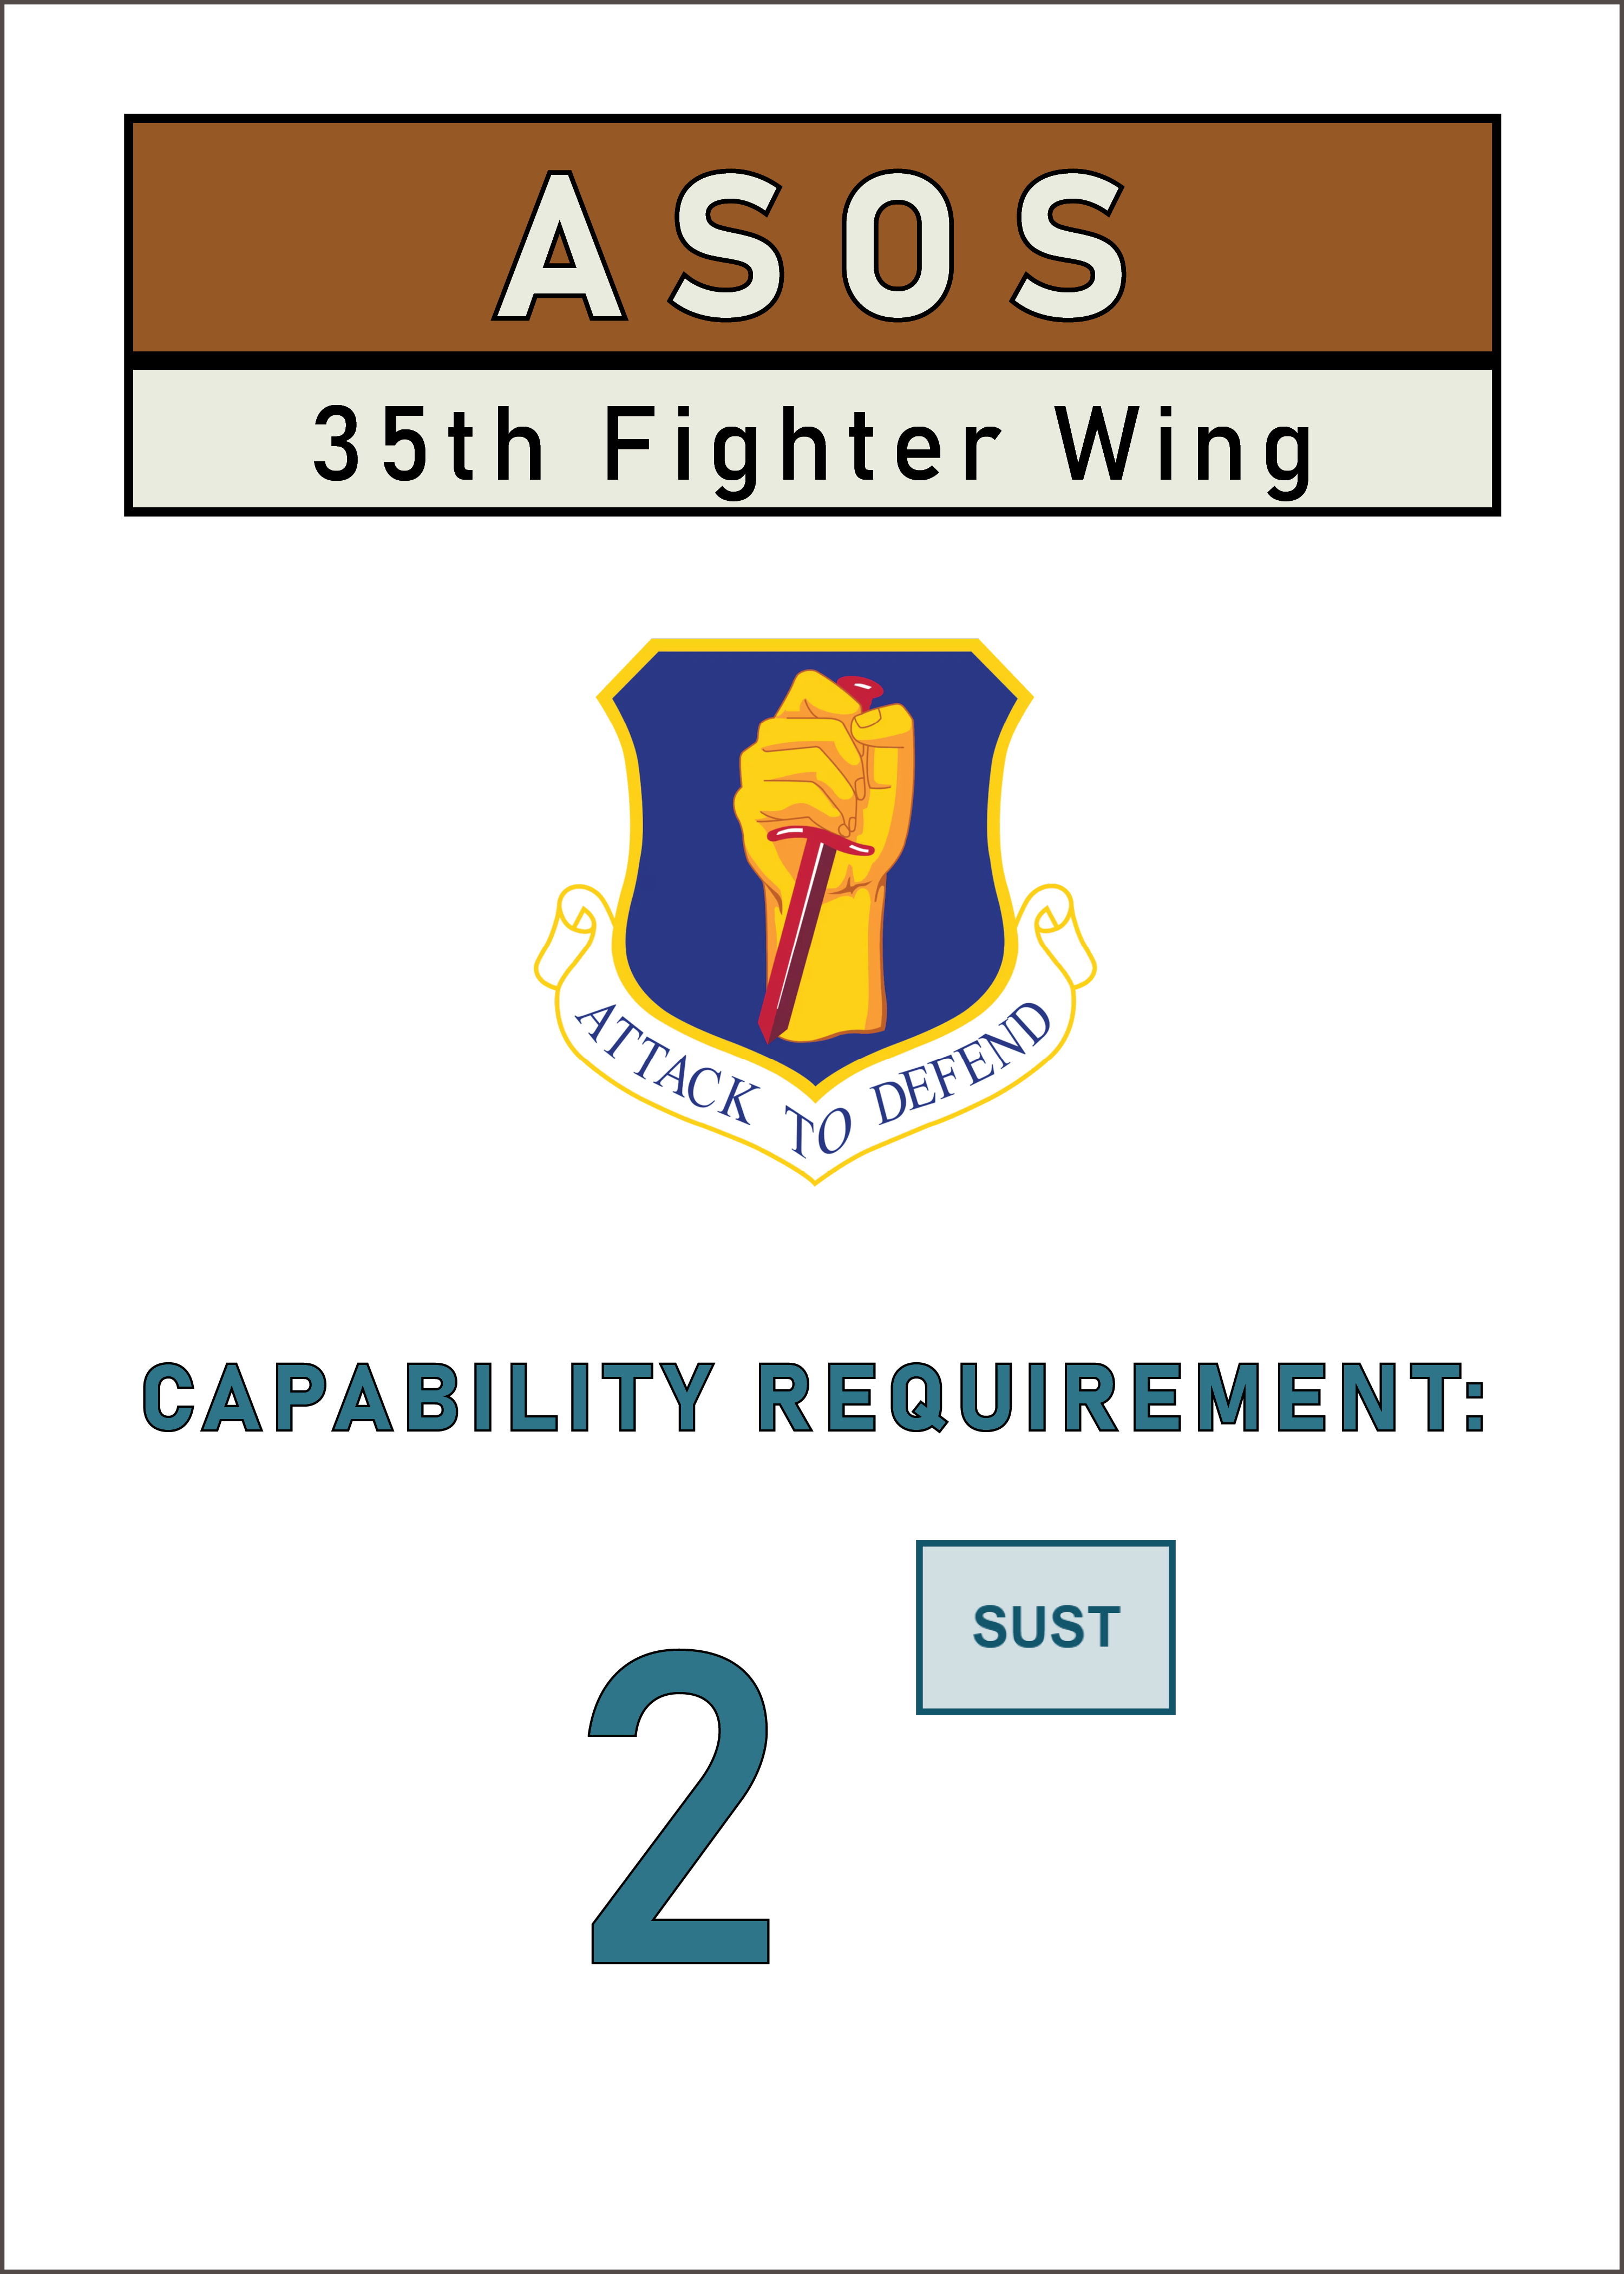 ASOS
35th Fighter Wing
ATTACK TO DEFEND
CAPABILITY REQUIREMENT:
SUST
2